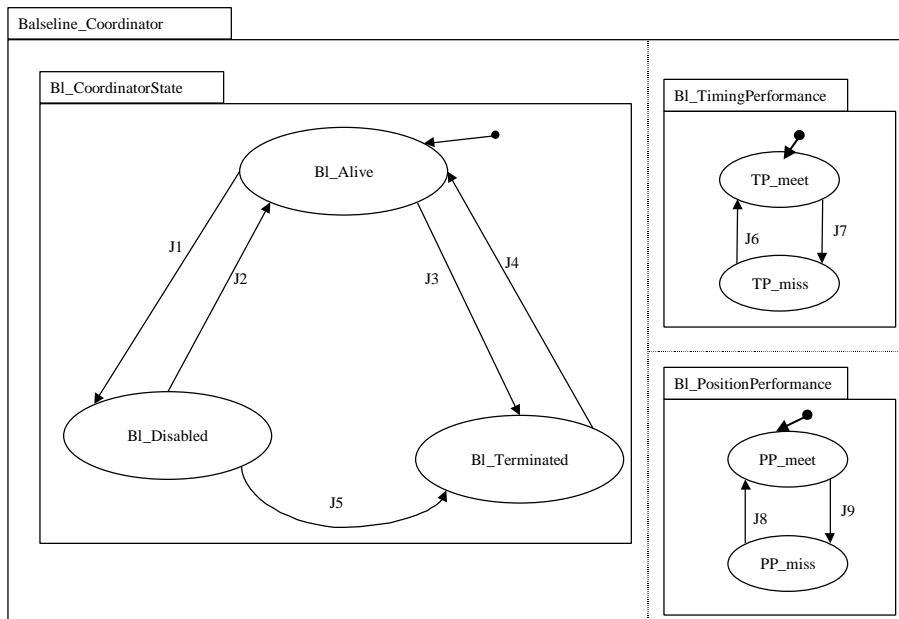 Balseline_Coordinator
Bl_CoordinatorState
Bl_Alive
J1
J2
J3
J4
Bl_Disabled
Bl_Terminated
J5
Bl_TimingPerformance
TP_meet
J6
J7
TP_miss
Bl_PositionPerformance
PP_meet
J8
J9
PP_miss